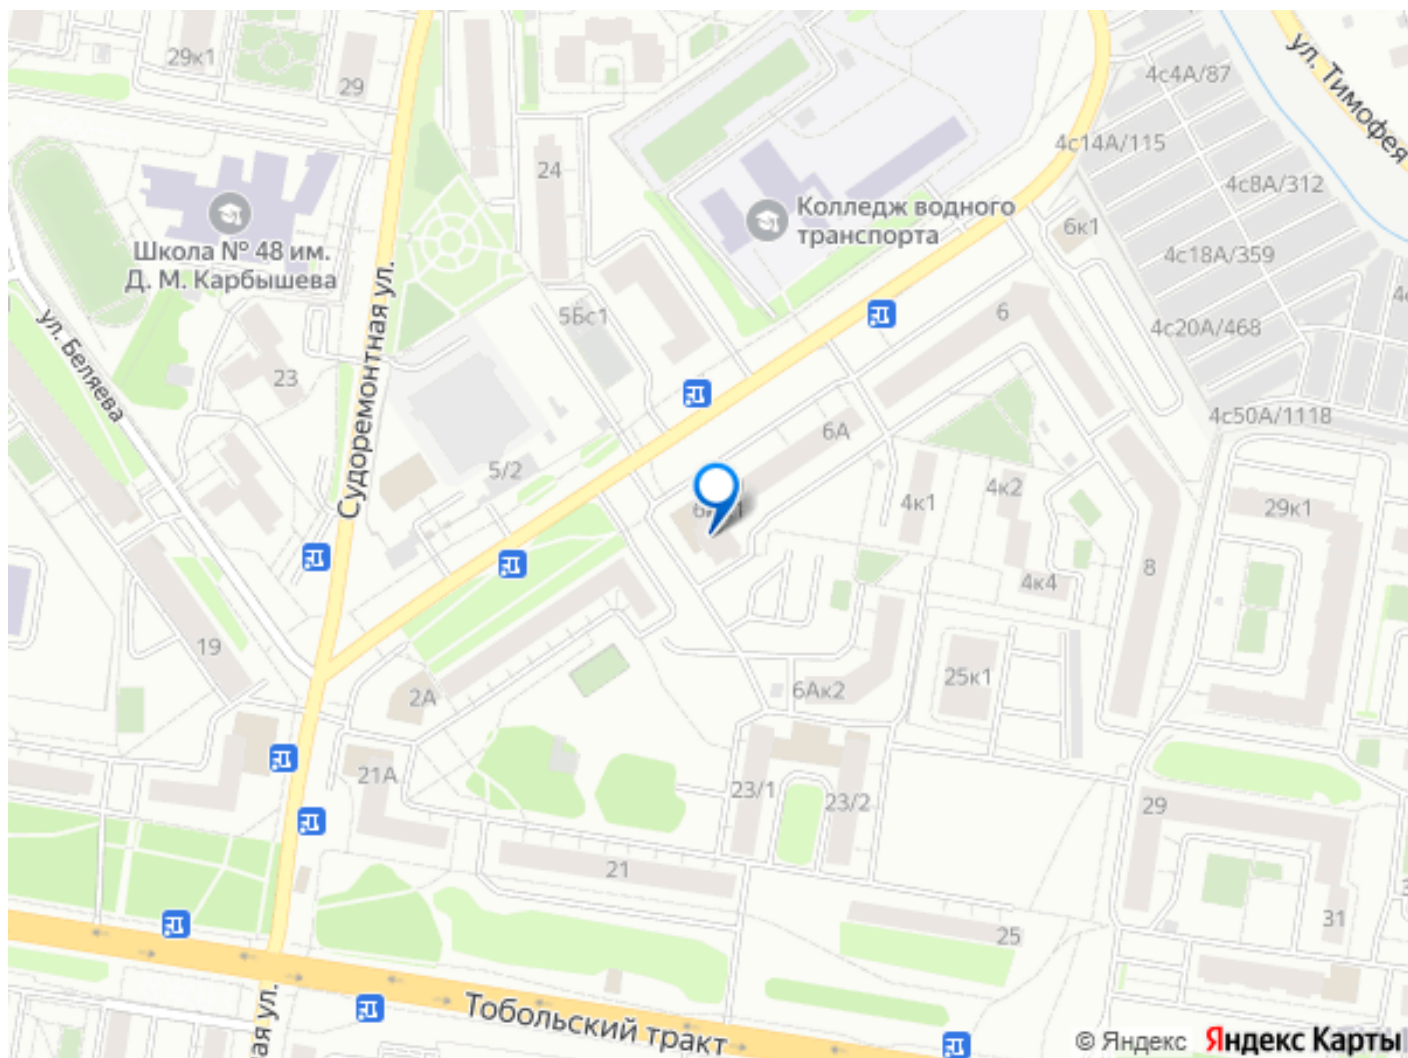 29к1
29
24
4с4А/87
ул. Тимофея
4с14А/115
4с8А/312
Колледж водного
транспорта
6к1
Школа № 48 им.
Д. М. Карбышева
4с18А/359
5Бс1
6
4с20А/468
ул. Беляева
23
Судоремонтная ул.
4с50А/1118
6А
5/2
4к1
4к2
29к1
4к4
8
19
2А
6Ак2
25к1
21А
23/1
23/2
29
21
25
31
Тобольский тракт
ная ул.
© Яндекс
Яндекс Карты